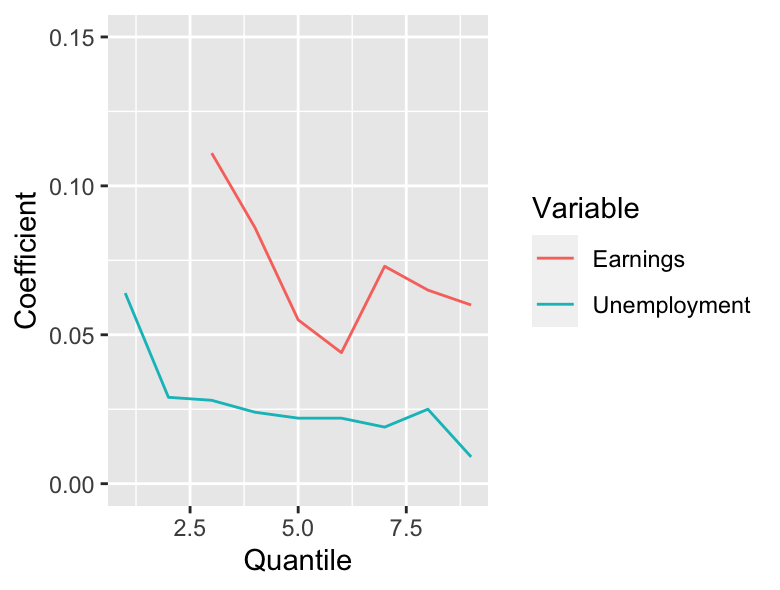 0.15
0.10
0.05
0.00
Coefficient
2.5 5.0 7.5
Quantile
Variable
Earnings
Unemployment